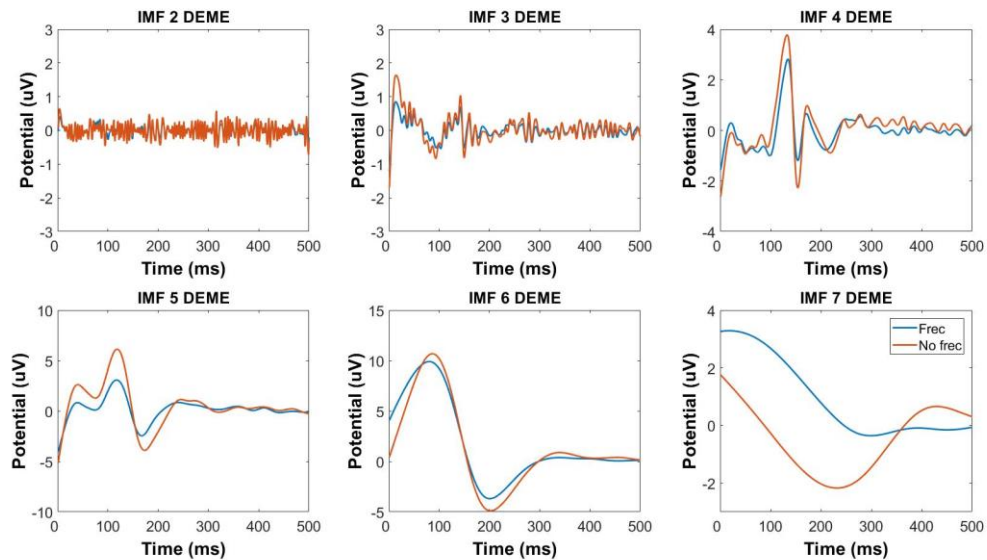 IMF 2 DEME
3
2
1
0
-1
-2
-3
0 100 200 300 400 500
Potential (uV)
Time (ms)
IMF 3 DEME
3
2
1
0
-1
-2
-3
0 100 200 300 400 500
Potential (uV)
Time (ms)
IMF 4 DEME
4
2
0
-2
-4
0 100 200 300 400 500
Potential (uV)
Time (ms)
IMF 5 DEME
10
5
0
-5
-10
0 100 200 300 400 500
Potential (uV)
Time (ms)
IMF 6 DEME
15
10
5
0
-5
0 100 200 300 400 500
Potential (uV)
Time (ms)
IMF 7 DEME
4
2
0
-2
0 100 200 300 400 500
Potential (uV)
Time (ms)
Frec
No frec